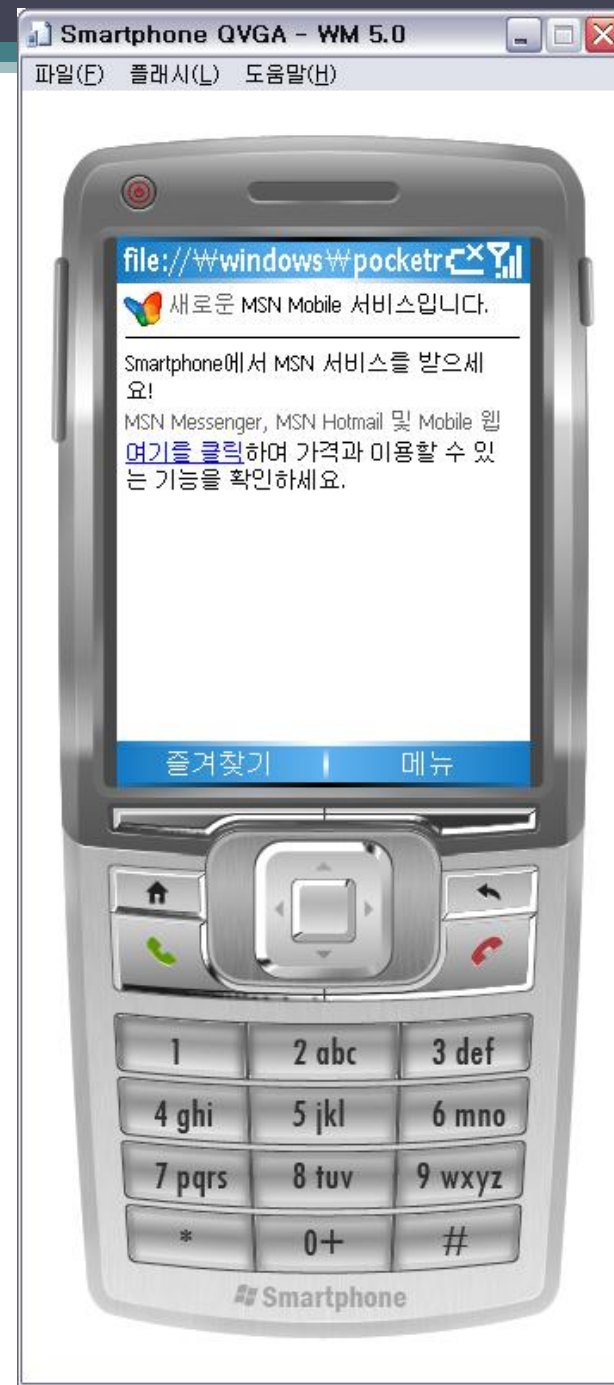 Smartphone QVGA - WM 5.0
파일(F) 플래시(L) 도움말(H)
file://₩windows₩pocketr
새로운 MSN Mobile 서비스입니다.
Smartphone에서 MSN 서비스를 받으세
요!
MSN Messenger, MSN Hotmail 및 Mobile 웹
여기를 클릭하여 가격과 이용할 수 있
는 기능을 확인하세요.
즐겨찾기 메뉴
1 2 abc 3 def
4 ghi 5 jkl 6 mno
7 pqrs 8 tuv 9 wxyz
* 0+ #
Smartphone